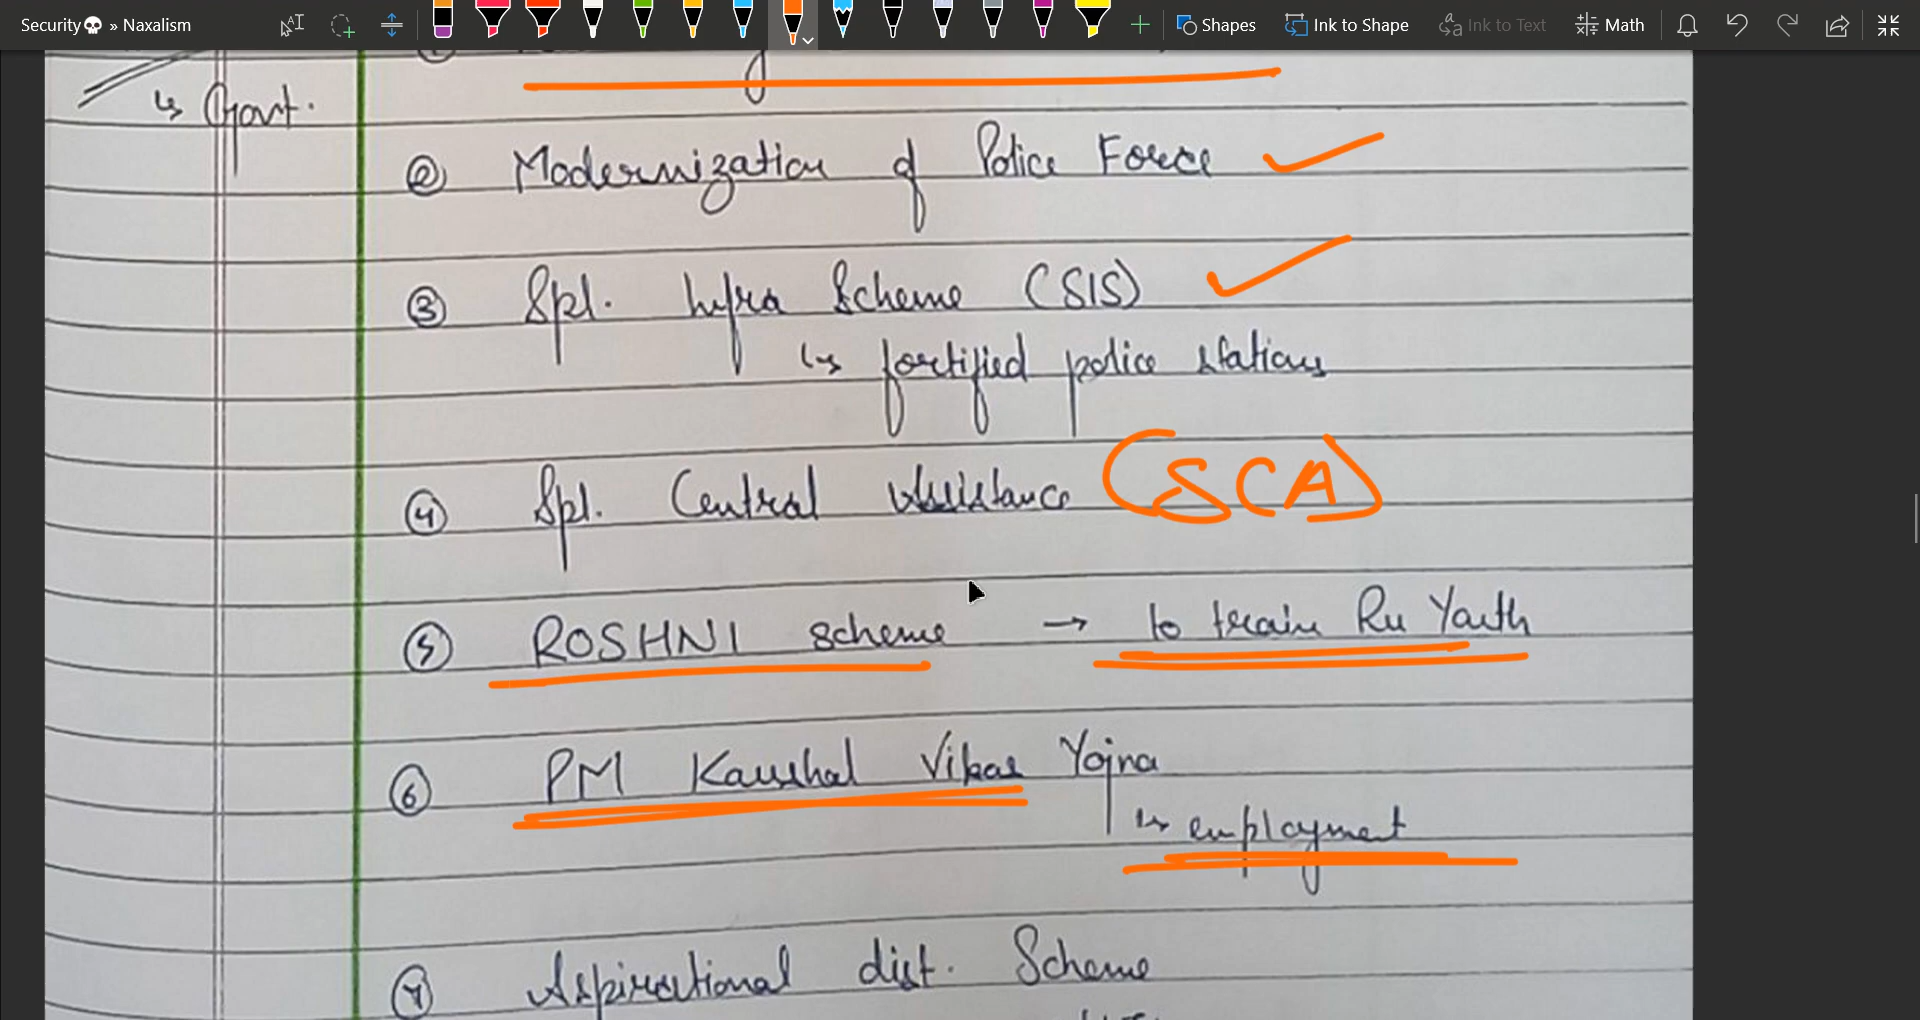 Security💀 » Naxalism
Shapes
Ink to Shape
Ink to Text
Math
↳ Govt.
② Modernization of Police Force ✓
③ Spl. Infra Scheme (SIS) ✓
↳ fortified police stations
④ Spl. Central Assistance (SCA)
⑤ ROSHNI scheme → to train Ru Youth
⑥ PM Kaushal Vikas Yojna
↳ employment
⑦ Aspirational dist. Scheme